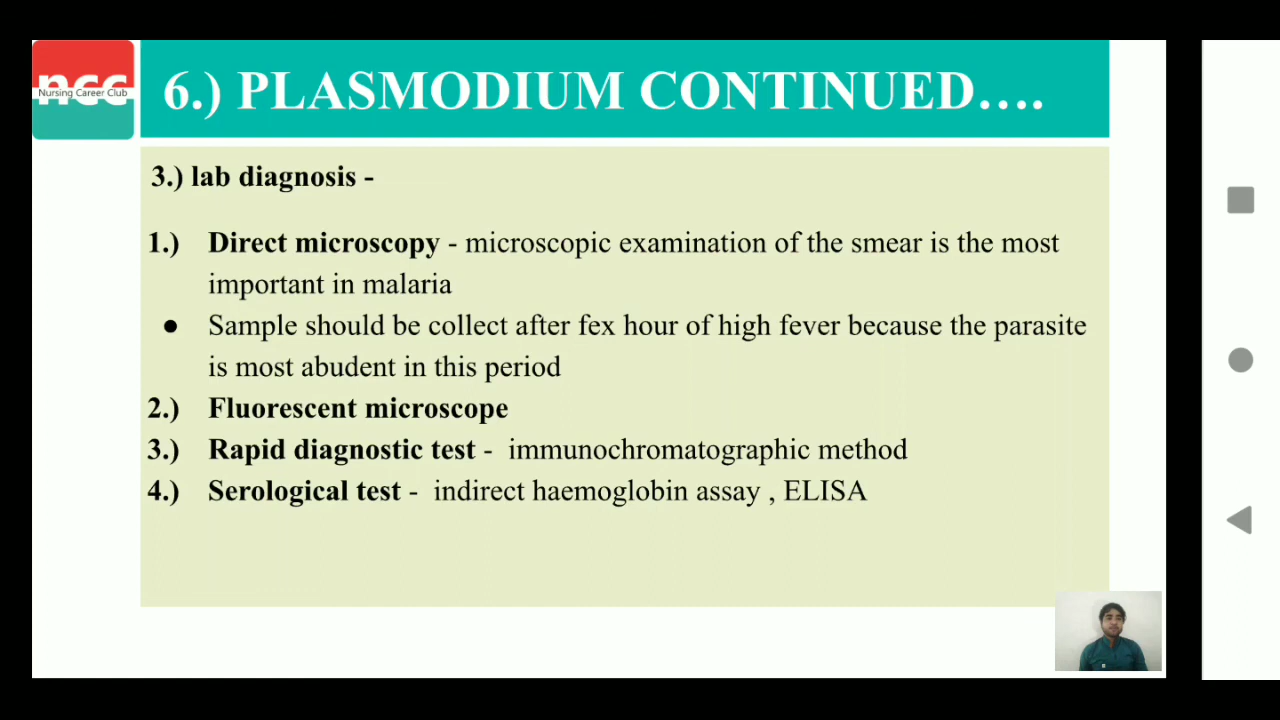 ncc
Nursing Career Club
6.) PLASMODIUM CONTINUED....
3.) lab diagnosis -
1.) Direct microscopy - microscopic examination of the smear is the most
important in malaria
● Sample should be collect after fex hour of high fever because the parasite
is most abudent in this period
2.) Fluorescent microscope
3.) Rapid diagnostic test - immunochromatographic method
4.) Serological test - indirect haemoglobin assay , ELISA